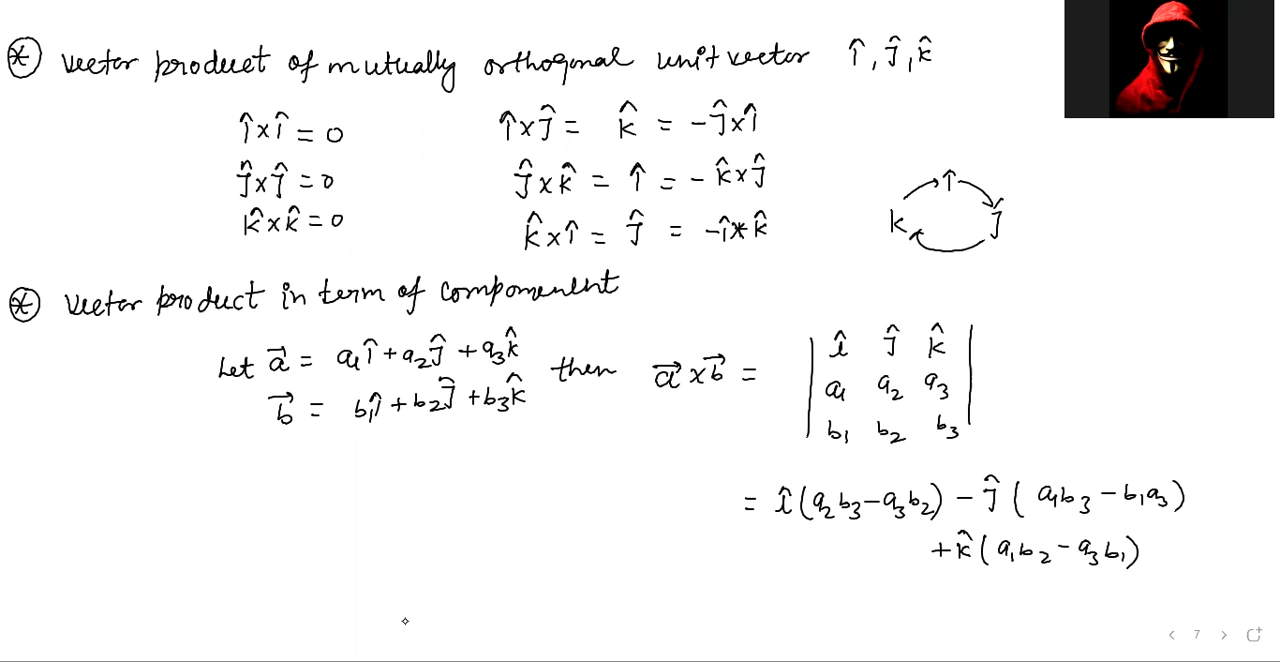 ⊛ vector product of mutually orthogonal unit vector î, ĵ, k̂
î×î = 0 î×ĵ = k̂ = -ĵ×î
ĵ×ĵ = 0 ĵ×k̂ = î = -k̂×ĵ
k̂×k̂ = 0 k̂×î = ĵ = -î*k̂
î
k j
⊛ vector product in term of component
Let a⃗ = a₁î + a₂ĵ + a₃k̂ then a⃗×b⃗ = | î ĵ k̂ |
b⃗ = b₁î + b₂ĵ + b₃k̂ | a₁ a₂ a₃ |
| b₁ b₂ b₃ |
= î(a₂b₃-a₃b₂) - ĵ(a₁b₃-b₁a₃)
+k̂(a₁b₂-a₃b₁)
< 7 >